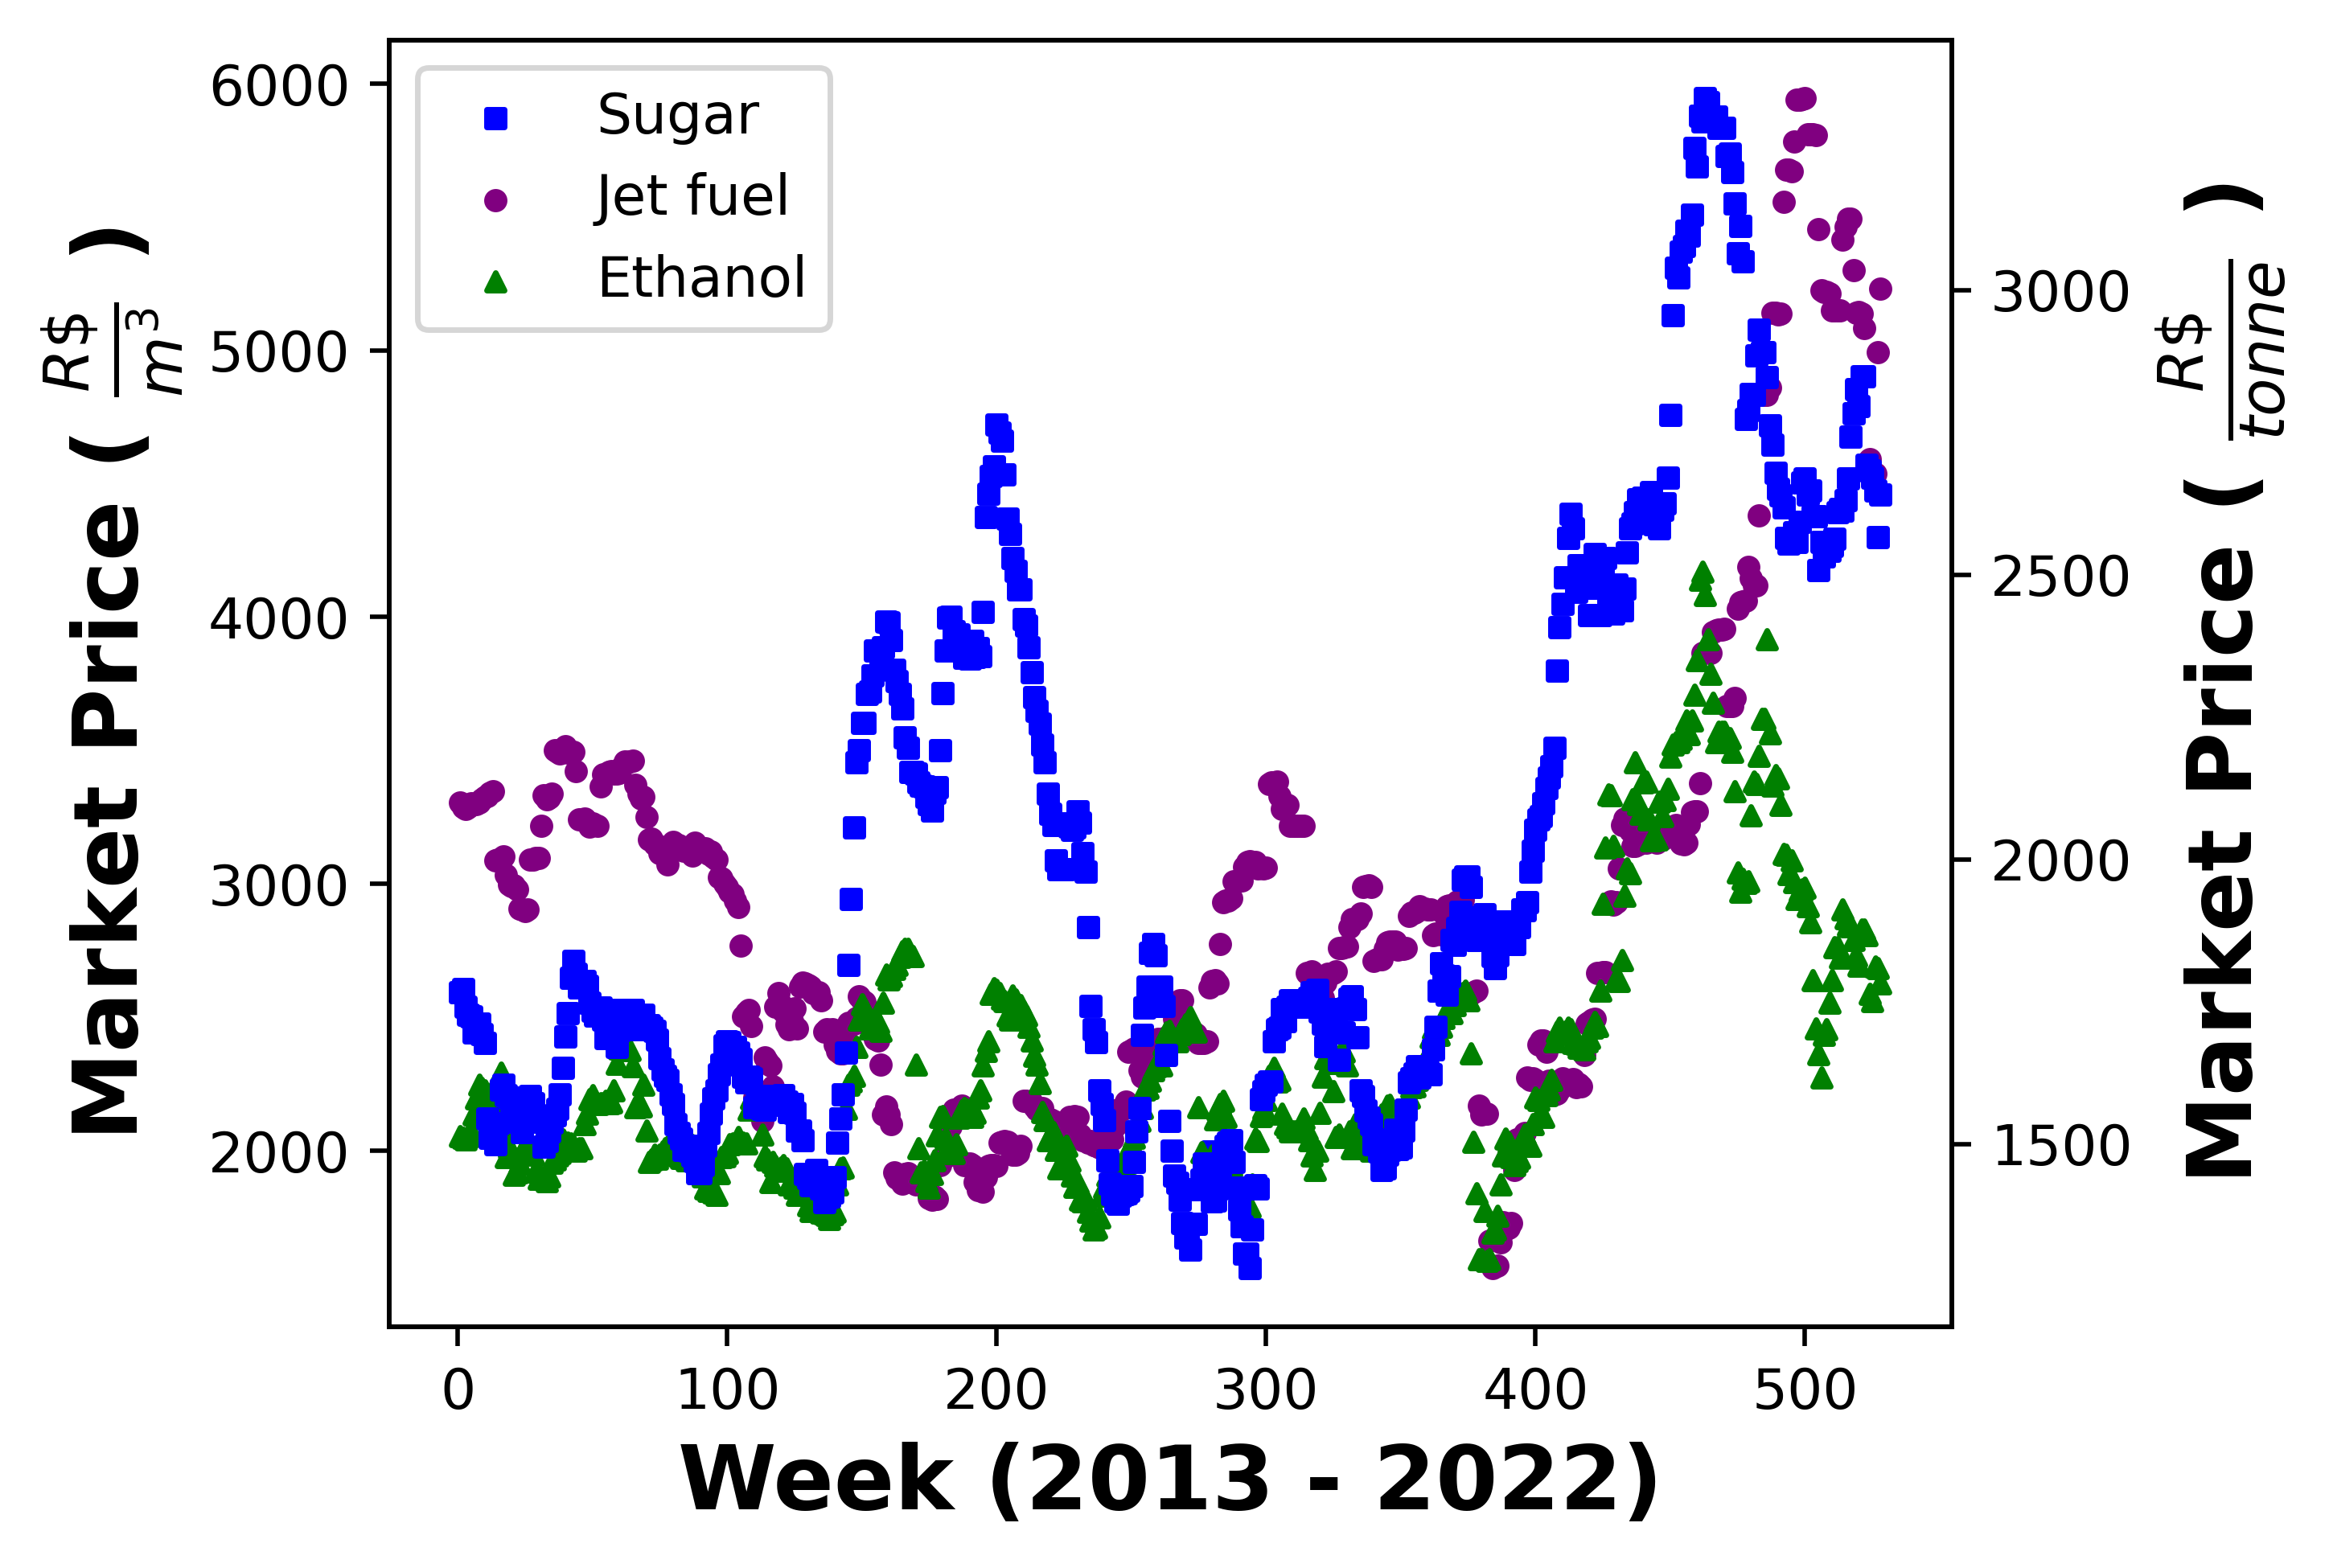 Sugar
Jet fuel
Ethanol
6000
5000
4000
3000
2000
Market Price ( R$/m³ )
3000
2500
2000
1500
Market Price ( R$/tonne )
0 100 200 300 400 500
Week (2013 - 2022)